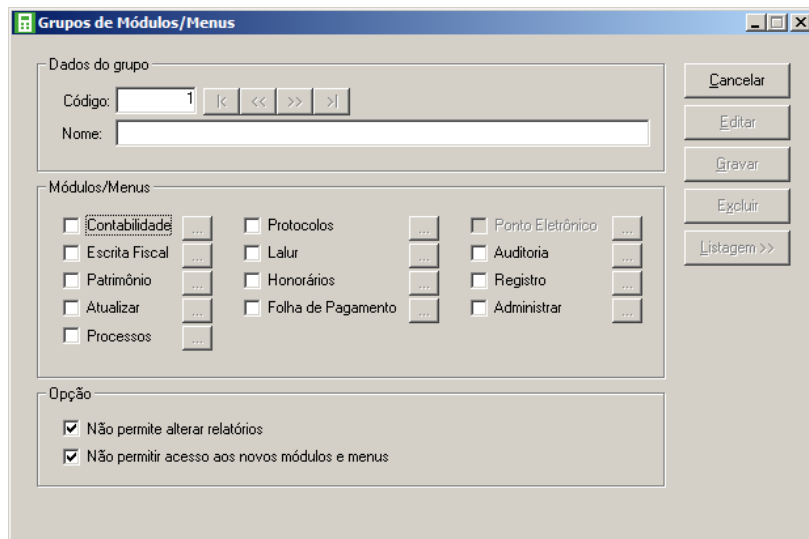 Grupos de Módulos/Menus
Dados do grupo
Código: 1 |< << >> >|
Nome:
Módulos/Menus
Contabilidade ... Protocolos ... Ponto Eletrônico ...
Escrita Fiscal ... Lalur ... Auditoria ...
Patrimônio ... Honorários ... Registro ...
Atualizar ... Folha de Pagamento ... Administrar ...
Processos ...
Opção
Não permite alterar relatórios
Não permitir acesso aos novos módulos e menus
Cancelar
Editar
Gravar
Excluir
Listagem >>